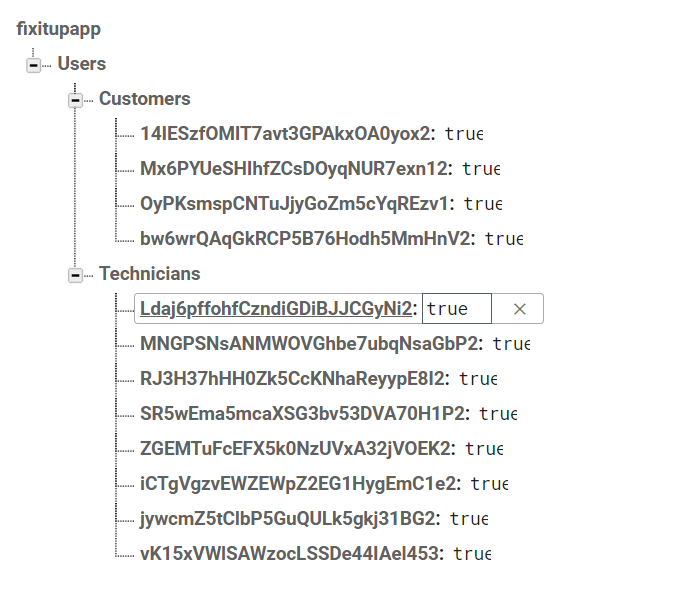 fixitupapp
Users
Customers
14IESzfOMIT7avt3GPAkxOA0yox2: true
Mx6PYUeSHIhfZCsDOyqNUR7exn12: true
OyPKsmspCNTuJjyGoZm5cYqREzv1: true
bw6wrQAqGkRCP5B76Hodh5MmHnV2: true
Technicians
Ldaj6pffohfCzndiGDiBJJCGyNi2: true ×
MNGPSNsANMWOVGhbe7ubqNsaGbP2: true
RJ3H37hHH0Zk5CcKNhaReyypE8I2: true
SR5wEma5mcaXSG3bv53DVA70H1P2: true
ZGEMTuFcEFX5k0NzUVxA32jVOEK2: true
iCTgVgzvEWZEWpZ2EG1HygEmC1e2: true
jywcmZ5tClbP5GuQULk5gkj31BG2: true
vK15xVWlSAWzocLSSDe44IAeI453: true